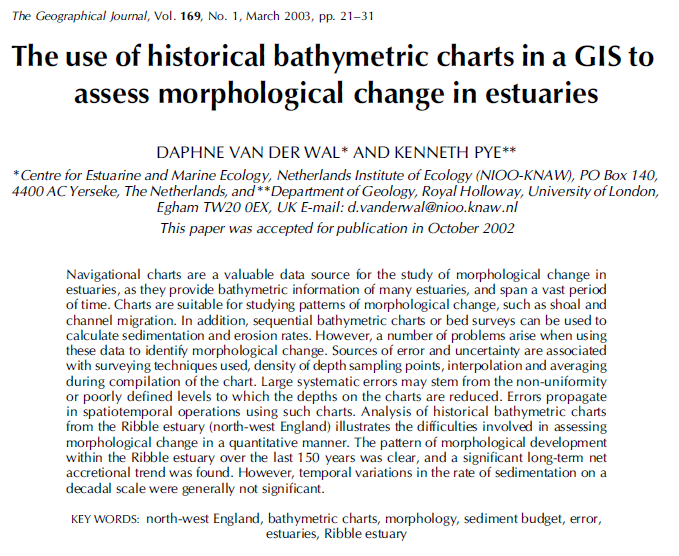 The Geographical Journal, Vol. 169, No. 1, March 2003, pp. 21–31
The use of historical bathymetric charts in a GIS to
assess morphological change in estuaries
DAPHNE VAN DER WAL* AND KENNETH PYE**
*Centre for Estuarine and Marine Ecology, Netherlands Institute of Ecology (NIOO-KNAW), PO Box 140,
4400 AC Yerseke, The Netherlands, and **Department of Geology, Royal Holloway, University of London,
Egham TW20 0EX, UK E-mail: d.vanderwal@nioo.knaw.nl
This paper was accepted for publication in October 2002
Navigational charts are a valuable data source for the study of morphological change in
estuaries, as they provide bathymetric information of many estuaries, and span a vast period
of time. Charts are suitable for studying patterns of morphological change, such as shoal and
channel migration. In addition, sequential bathymetric charts or bed surveys can be used to
calculate sedimentation and erosion rates. However, a number of problems arise when using
these data to identify morphological change. Sources of error and uncertainty are associated
with surveying techniques used, density of depth sampling points, interpolation and averaging
during compilation of the chart. Large systematic errors may stem from the non-uniformity
or poorly defined levels to which the depths on the charts are reduced. Errors propagate
in spatiotemporal operations using such charts. Analysis of historical bathymetric charts
from the Ribble estuary (north-west England) illustrates the difficulties involved in assessing
morphological change in a quantitative manner. The pattern of morphological development
within the Ribble estuary over the last 150 years was clear, and a significant long-term net
accretional trend was found. However, temporal variations in the rate of sedimentation on a
decadal scale were generally not significant.
KEY WORDS: north-west England, bathymetric charts, morphology, sediment budget, error,
estuaries, Ribble estuary